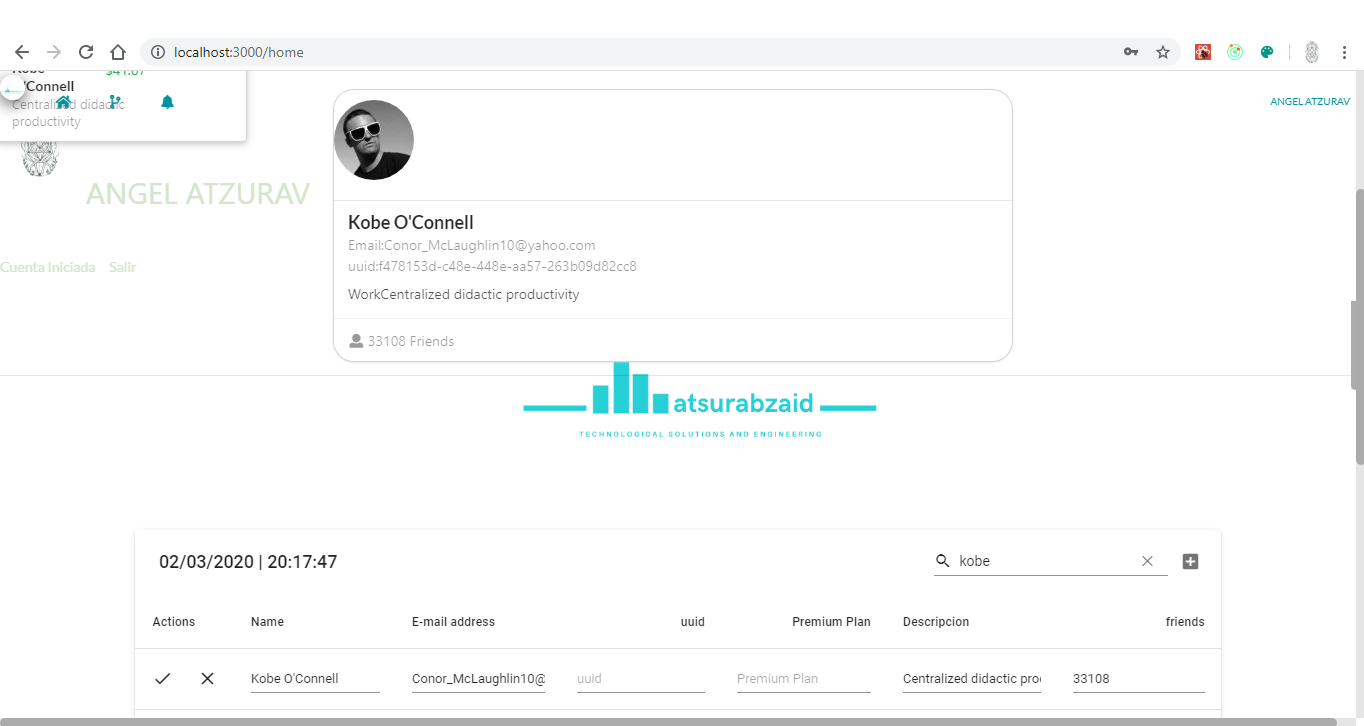 localhost:3000/home
Kobe $41.67
O'Connell
Centralized didactic
productivity
ANGEL ATZURAV
ANGEL ATZURAV
Cuenta Iniciada Salir
Kobe O'Connell
Email:Conor_McLaughlin10@yahoo.com
uuid:f478153d-c48e-448e-aa57-263b09d82cc8
WorkCentralized didactic productivity
33108 Friends
atsurabzaid
TECHNOLOGICAL SOLUTIONS AND ENGINEERING
02/03/2020 | 20:17:47 kobe
Actions Name E-mail address uuid Premium Plan Descripcion friends
Kobe O'Connell Conor_McLaughlin10@ uuid Premium Plan Centralized didactic pro 33108